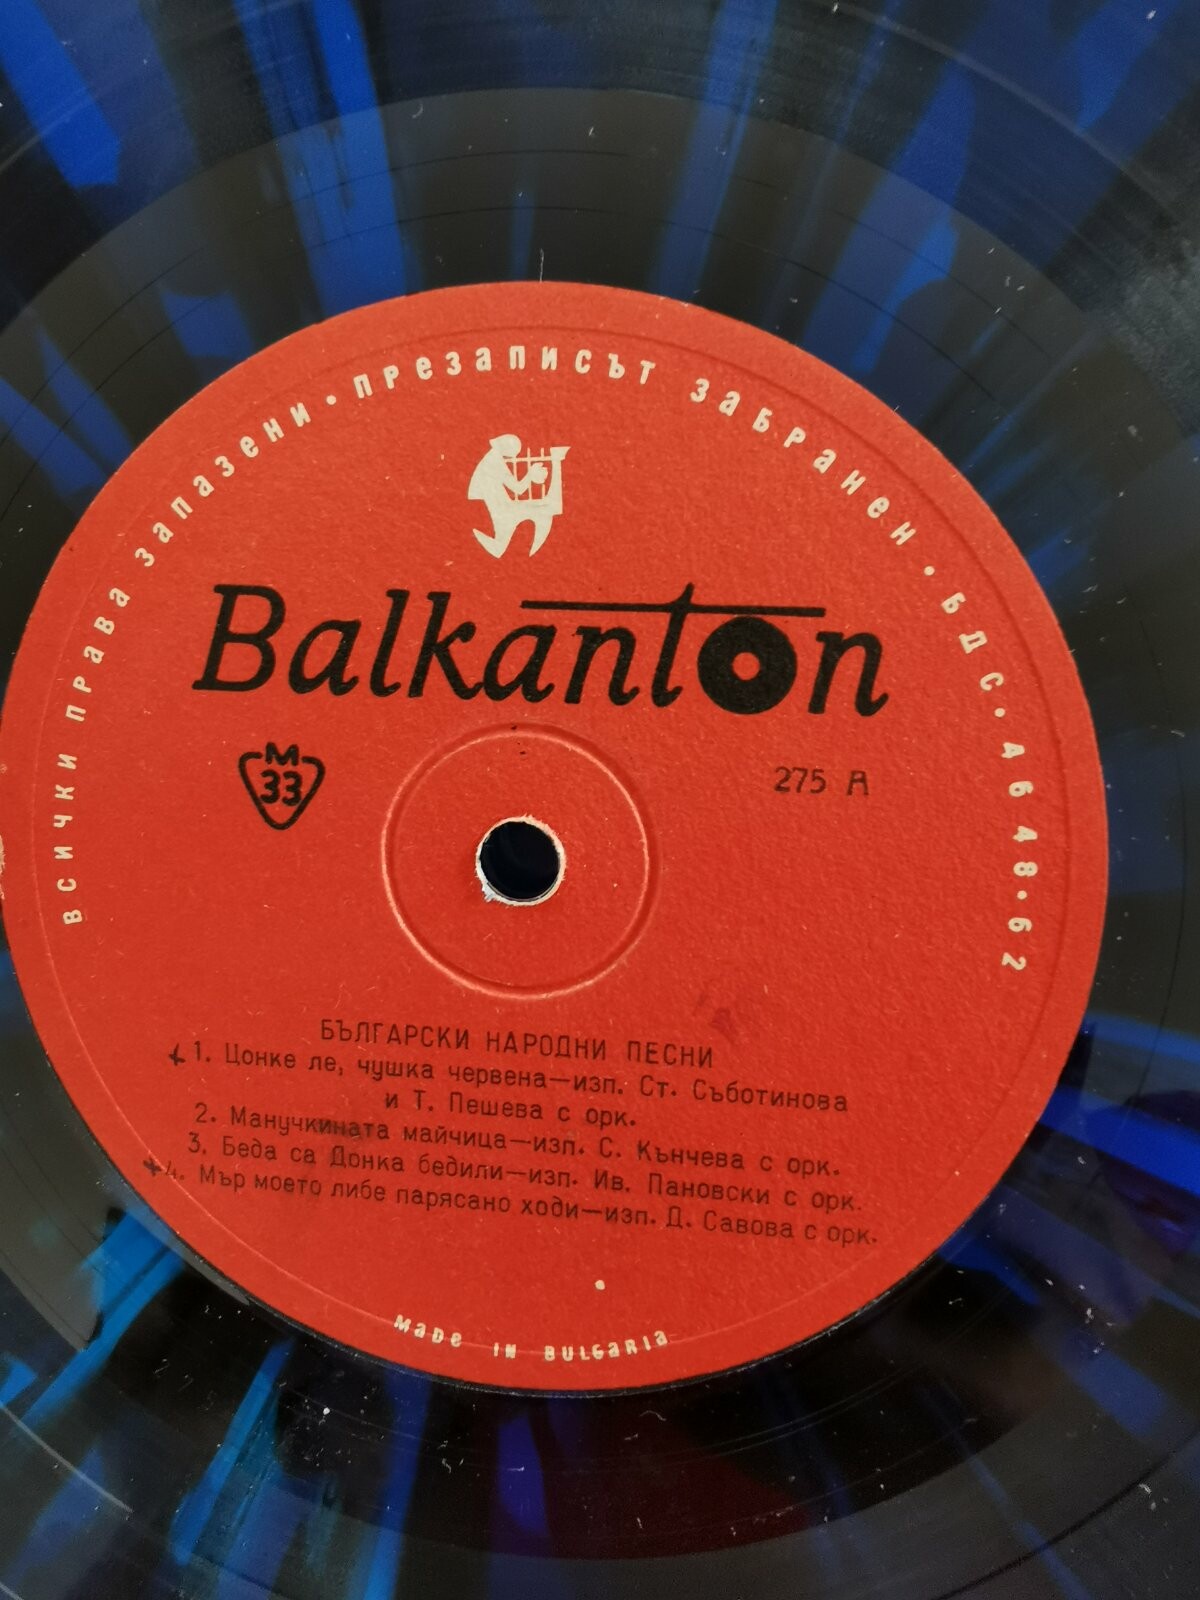 ВСИЧКИ ПРАВА ЗАПАЗЕНИ • ПРЕЗАПИСЪТ ЗАБРАНЕН • БДС • 4648 • 62
Balkanton
М
33
275 А
БЪЛГАРСКИ НАРОДНИ ПЕСНИ
1. Цонке ле, чушка червена—изп. Ст. Съботинова
и Т. Пешева с орк.
2. Манучкината майчица—изп. С. Кънчева с орк.
3. Беда са Донка бедили—изп. Ив. Пановски с орк.
4. Мър моето либе парясано ходи—изп. Д. Савова с орк.
MADE IN BULGARIA